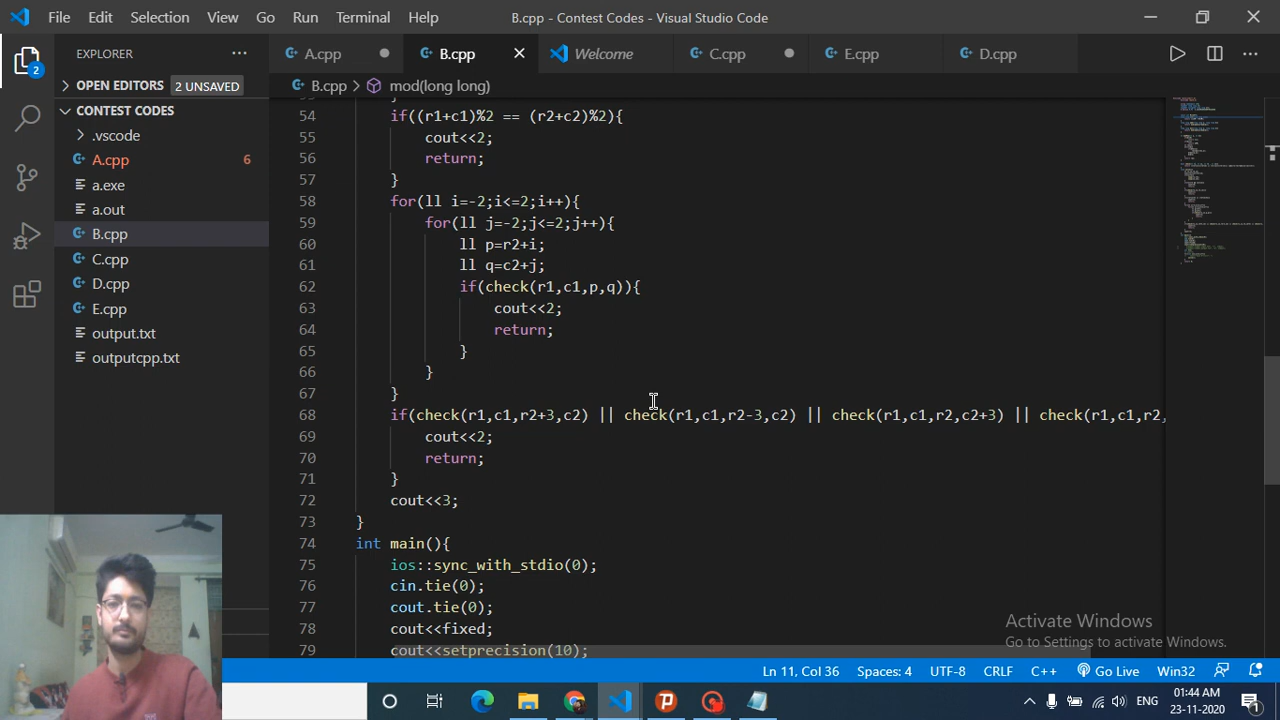 File Edit Selection View Go Run Terminal Help B.cpp - Contest Codes - Visual Studio Code
EXPLORER ··· A.cpp B.cpp Welcome C.cpp E.cpp D.cpp ···
2
OPEN EDITORS 2 UNSAVED B.cpp > mod(long long)
CONTEST CODES
.vscode
A.cpp 6
a.exe
a.out
B.cpp
C.cpp
D.cpp
E.cpp
output.txt
outputcpp.txt
54 if((r1+c1)%2 == (r2+c2)%2){
55 cout<<2;
56 return;
57 }
58 for(ll i=-2;i<=2;i++){
59 for(ll j=-2;j<=2;j++){
60 ll p=r2+i;
61 ll q=c2+j;
62 if(check(r1,c1,p,q)){
63 cout<<2;
64 return;
65 }
66 }
67 }
68 if(check(r1,c1,r2+3,c2) || check(r1,c1,r2-3,c2) || check(r1,c1,r2,c2+3) || check(r1,c1,r2,
69 cout<<2;
70 return;
71 }
72 cout<<3;
73 }
74 int main(){
75 ios::sync_with_stdio(0);
76 cin.tie(0);
77 cout.tie(0);
78 cout<<fixed;
79 cout<<setprecision(10);
Activate Windows
Go to Settings to activate Windows.
Ln 11, Col 36 Spaces: 4 UTF-8 CRLF C++ Go Live Win32
ENG 01:44 AM
23-11-2020
1